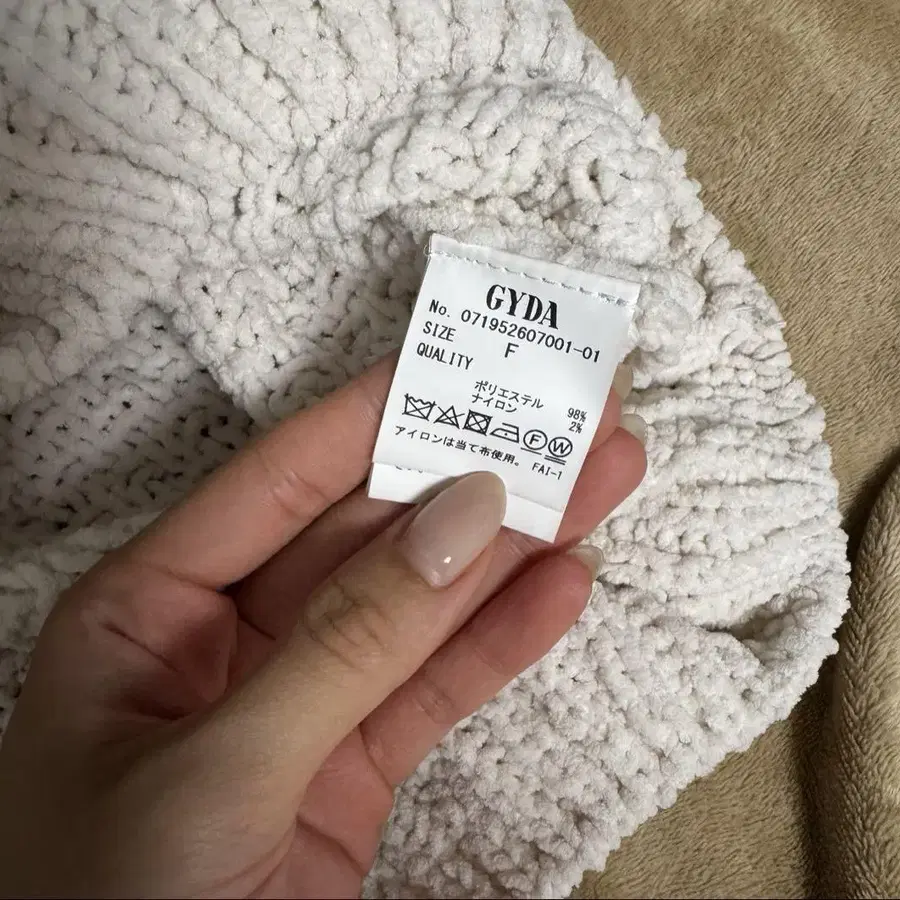 GYDA
No. 071952607001-01
SIZE F
QUALITY
ポリエステル 98%
ナイロン 2%
F W
アイロンは当て布使用。 FAI-1